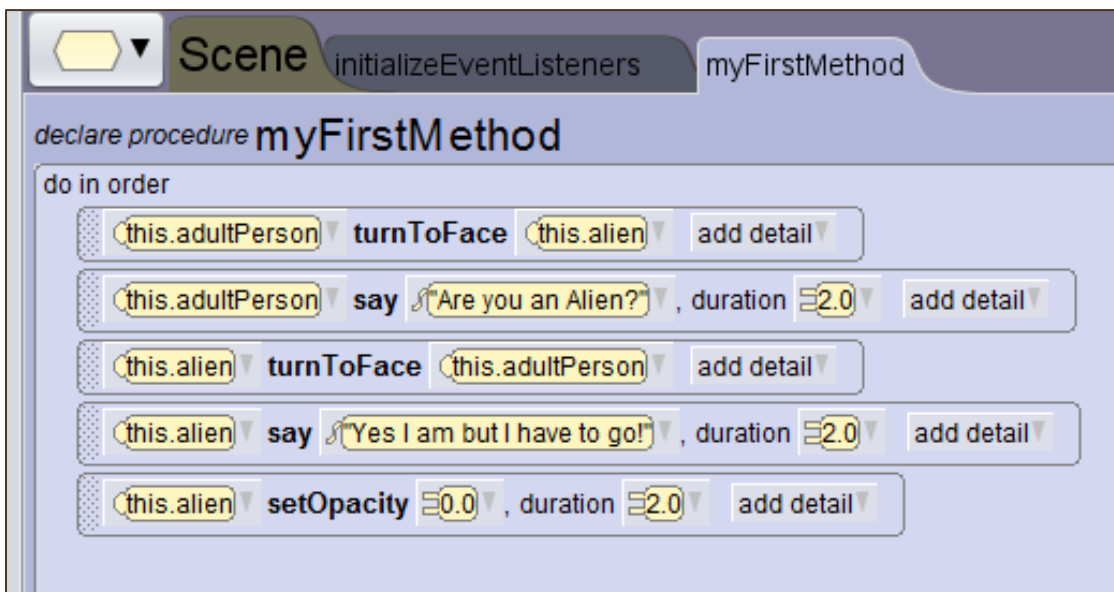 Scene initializeEventListeners myFirstMethod
declare procedure myFirstMethod
do in order
this.adultPerson turnToFace this.alien add detail
this.adultPerson say "Are you an Alien?" , duration 2.0 add detail
this.alien turnToFace this.adultPerson add detail
this.alien say "Yes I am but I have to go!" , duration 2.0 add detail
this.alien setOpacity 0.0 , duration 2.0 add detail